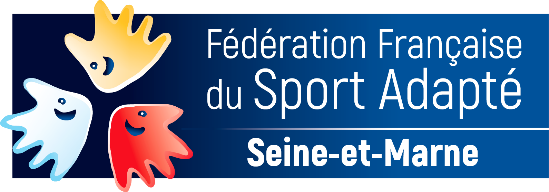 Fédération Française
du Sport Adapté
Seine-et-Marne